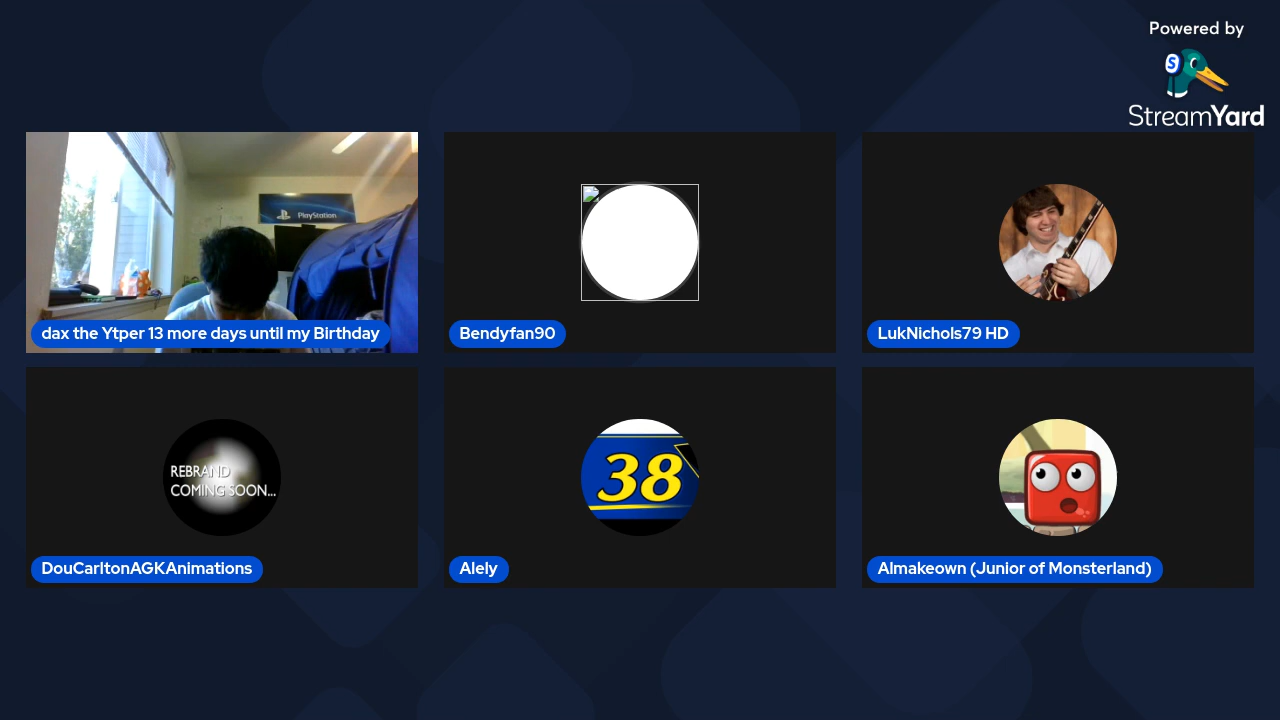 Powered by
S
StreamYard
PlayStation
dax the Ytper 13 more days until my Birthday
Bendyfan90
LukNichols79 HD
REBRAND
COMING SOON...
38
DouCarltonAGKAnimations
Alely
Almakeown (Junior of Monsterland)